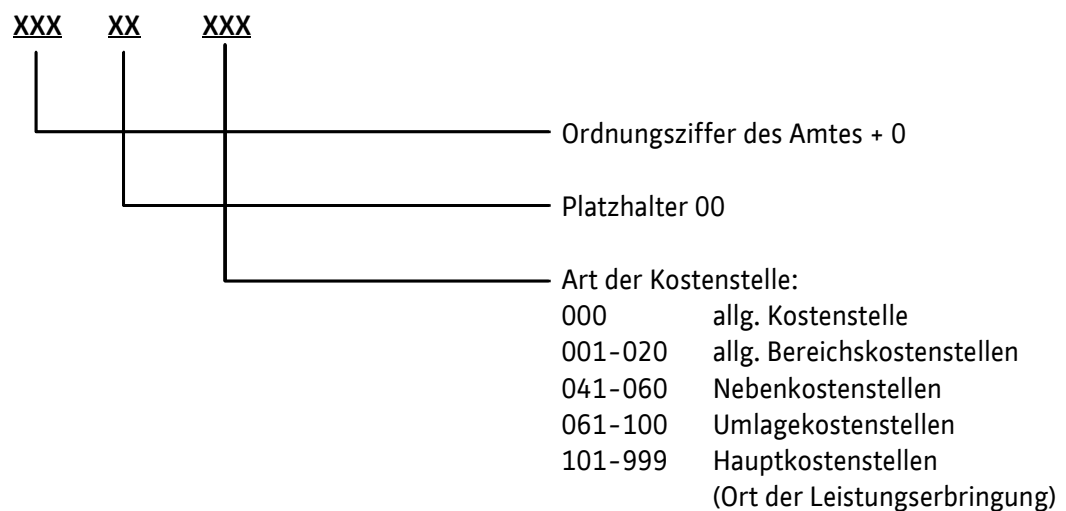 XXX XX XXX
Ordnungsziffer des Amtes + 0
Platzhalter 00
Art der Kostenstelle:
000 allg. Kostenstelle
001-020 allg. Bereichskostenstellen
041-060 Nebenkostenstellen
061-100 Umlagekostenstellen
101-999 Hauptkostenstellen
(Ort der Leistungserbringung)